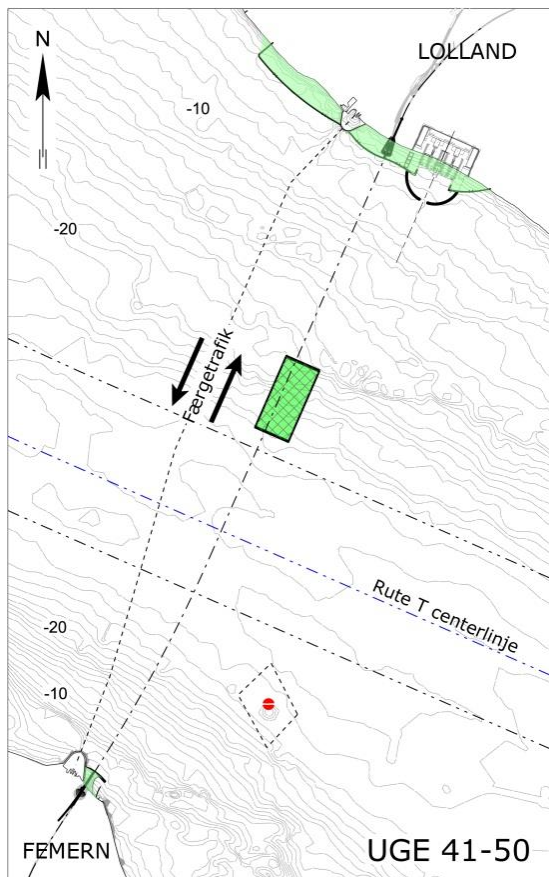 LOLLAND
N
-10
-20
Færgetrafik
Rute T centerlinje
-20
-10
FEMERN
UGE 41-50